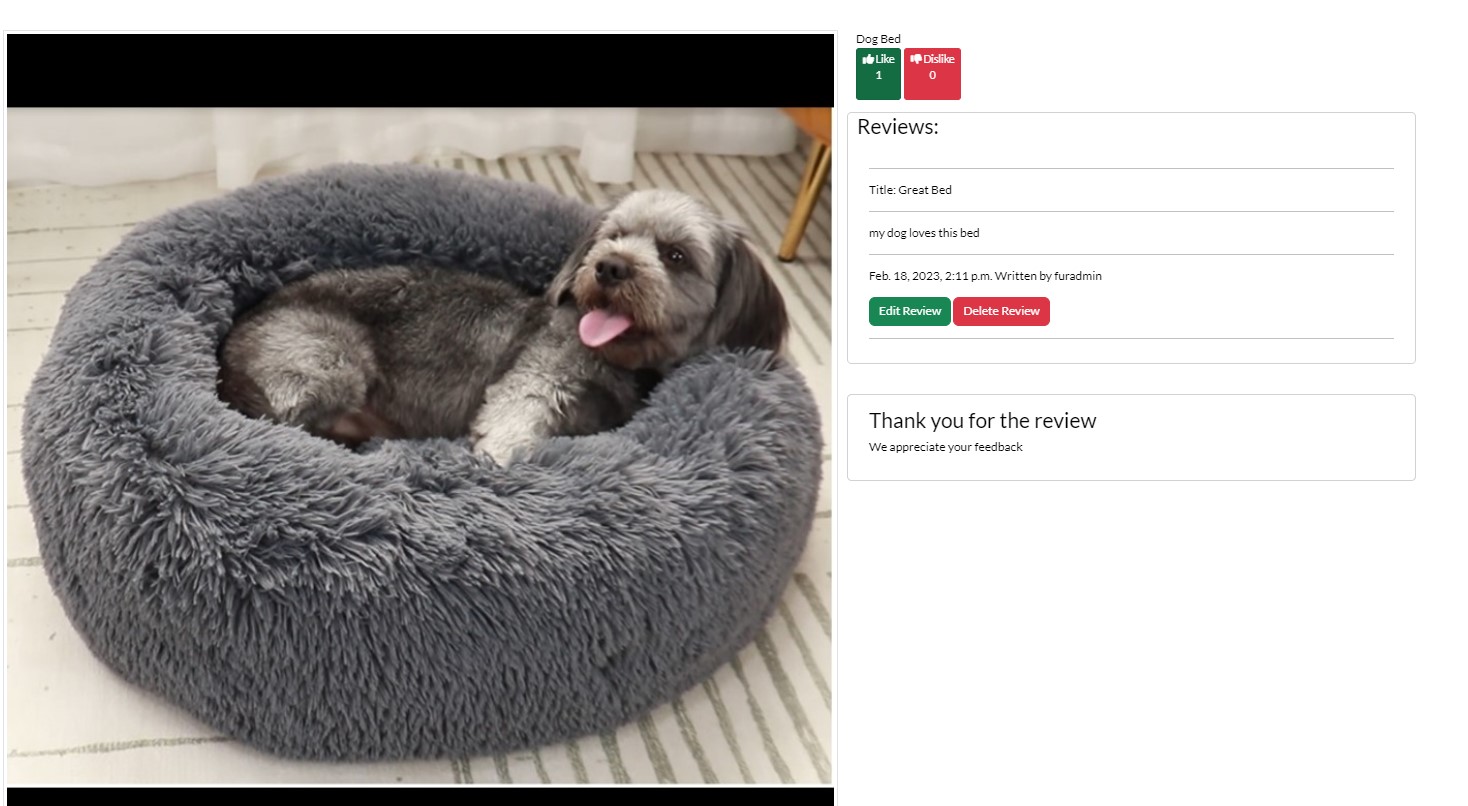 Dog Bed
Like Dislike
1 0
Reviews:
Title: Great Bed
my dog loves this bed
Feb. 18, 2023, 2:11 p.m. Written by furadmin
Edit Review Delete Review
Thank you for the review
We appreciate your feedback